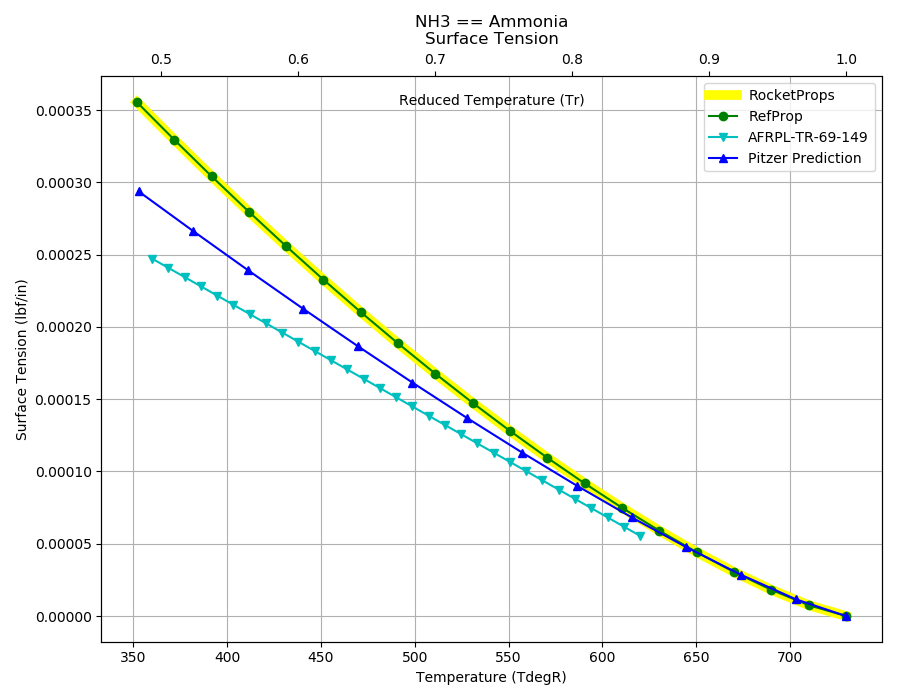 NH3 == Ammonia
Surface Tension
0.5 0.6 0.7 0.8 0.9 1.0
Reduced Temperature (Tr)
RocketProps
RefProp
AFRPL-TR-69-149
Pitzer Prediction
0.00035
0.00030
0.00025
0.00020
0.00015
0.00010
0.00005
0.00000
Surface Tension (lbf/in)
350 400 450 500 550 600 650 700
Temperature (TdegR)